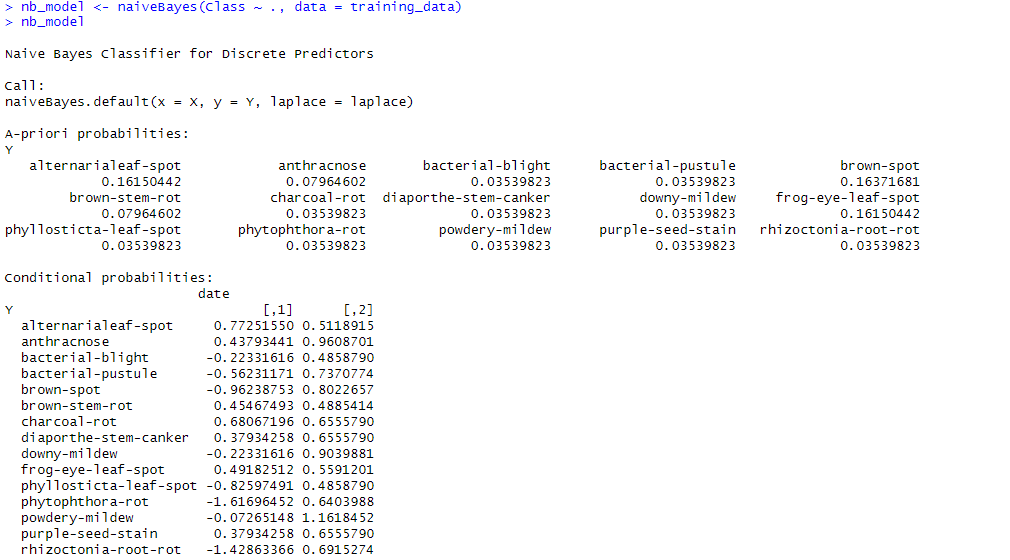 > nb_model <- naiveBayes(Class ~ ., data = training_data)
> nb_model
Naive Bayes Classifier for Discrete Predictors
Call:
naiveBayes.default(x = X, y = Y, laplace = laplace)
A-priori probabilities:
Y
alternarialeaf-spot anthracnose bacterial-blight bacterial-pustule brown-spot
0.16150442 0.07964602 0.03539823 0.03539823 0.16371681
brown-stem-rot charcoal-rot diaporthe-stem-canker downy-mildew frog-eye-leaf-spot
0.07964602 0.03539823 0.03539823 0.03539823 0.16150442
phyllosticta-leaf-spot phytophthora-rot powdery-mildew purple-seed-stain rhizoctonia-root-rot
0.03539823 0.03539823 0.03539823 0.03539823 0.03539823
Conditional probabilities:
date
Y [,1] [,2]
alternarialeaf-spot 0.77251550 0.5118915
anthracnose 0.43793441 0.9608701
bacterial-blight -0.22331616 0.4858790
bacterial-pustule -0.56231171 0.7370774
brown-spot -0.96238753 0.8022657
brown-stem-rot 0.45467493 0.4885414
charcoal-rot 0.68067196 0.6555790
diaporthe-stem-canker 0.37934258 0.6555790
downy-mildew -0.22331616 0.9039881
frog-eye-leaf-spot 0.49182512 0.5591201
phyllosticta-leaf-spot -0.82597491 0.4858790
phytophthora-rot -1.61696452 0.6403988
powdery-mildew -0.07265148 1.1618452
purple-seed-stain 0.37934258 0.6555790
rhizoctonia-root-rot -1.42863366 0.6915274